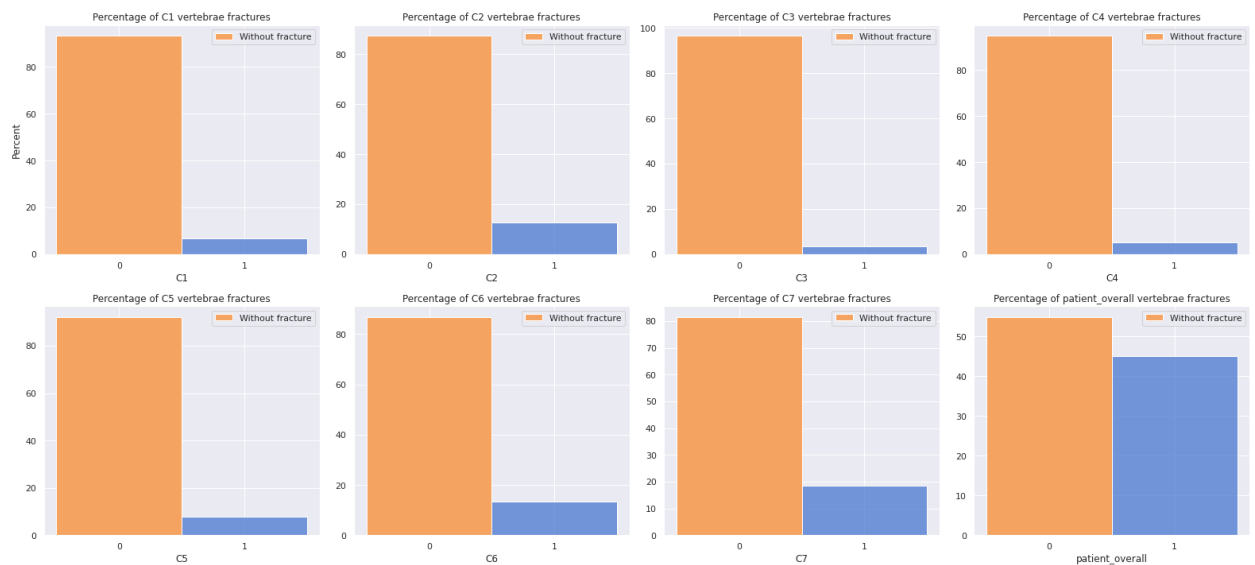 Percentage of C1 vertebrae fractures
Without fracture
80
60
40
20
0
Percent
0 1
C1
Percentage of C2 vertebrae fractures
Without fracture
80
60
40
20
0
0 1
C2
Percentage of C3 vertebrae fractures
Without fracture
100
80
60
40
20
0
0 1
C3
Percentage of C4 vertebrae fractures
Without fracture
80
60
40
20
0
0 1
C4
Percentage of C5 vertebrae fractures
Without fracture
80
60
40
20
0
0 1
C5
Percentage of C6 vertebrae fractures
Without fracture
80
60
40
20
0
0 1
C6
Percentage of C7 vertebrae fractures
Without fracture
80
70
60
50
40
30
20
10
0
0 1
C7
Percentage of patient_overall vertebrae fractures
Without fracture
50
40
30
20
10
0
0 1
patient_overall